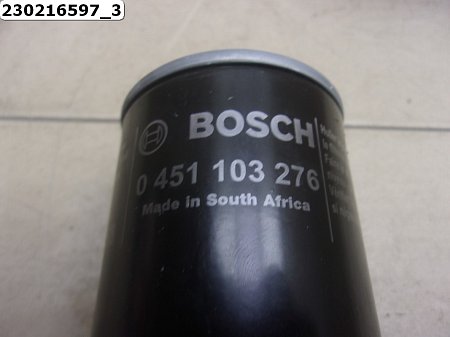 230216597_3
BOSCH
0 451 103 276
Made in South Africa